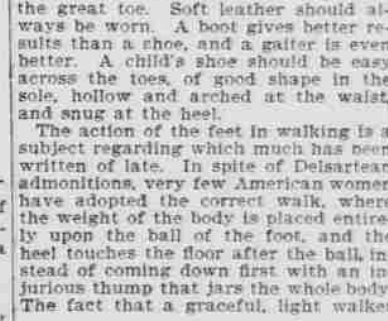 the great toe. Soft leather should al-
ways be worn. A boot gives better re-
sults than a shoe, and a gaiter is even
better. A child's shoe should be easy
across the toes, of good shape in the
sole, hollow and arched at the waist
and snug at the heel.
The action of the feet in walking is a
subject regarding which much has been
written of late. In spite of Delsartean
admonitions, very few American women
have adopted the correct walk, where
the weight of the body is placed entire-
ly upon the ball of the foot, and the
heel touches the floor after the ball, in-
stead of coming down first with an in-
jurious thump that jars the whole body
The fact that a graceful, light walke